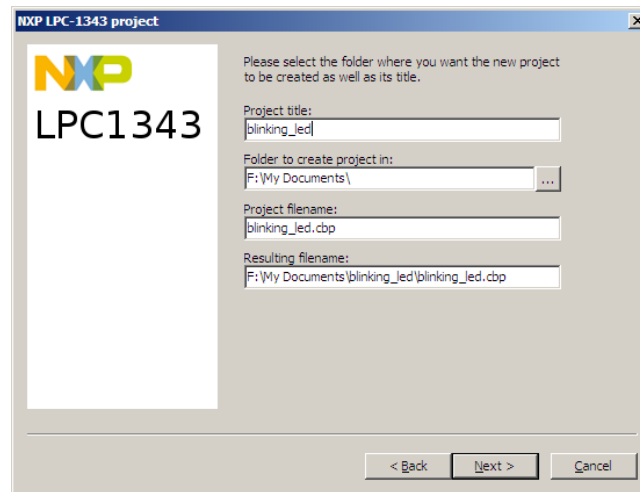 NXP LPC-1343 project
NXP
LPC1343
Please select the folder where you want the new project
to be created as well as its title.
Project title:
blinking_led
Folder to create project in:
F:\My Documents\
...
Project filename:
blinking_led.cbp
Resulting filename:
F:\My Documents\blinking_led\blinking_led.cbp
< Back
Next >
Cancel